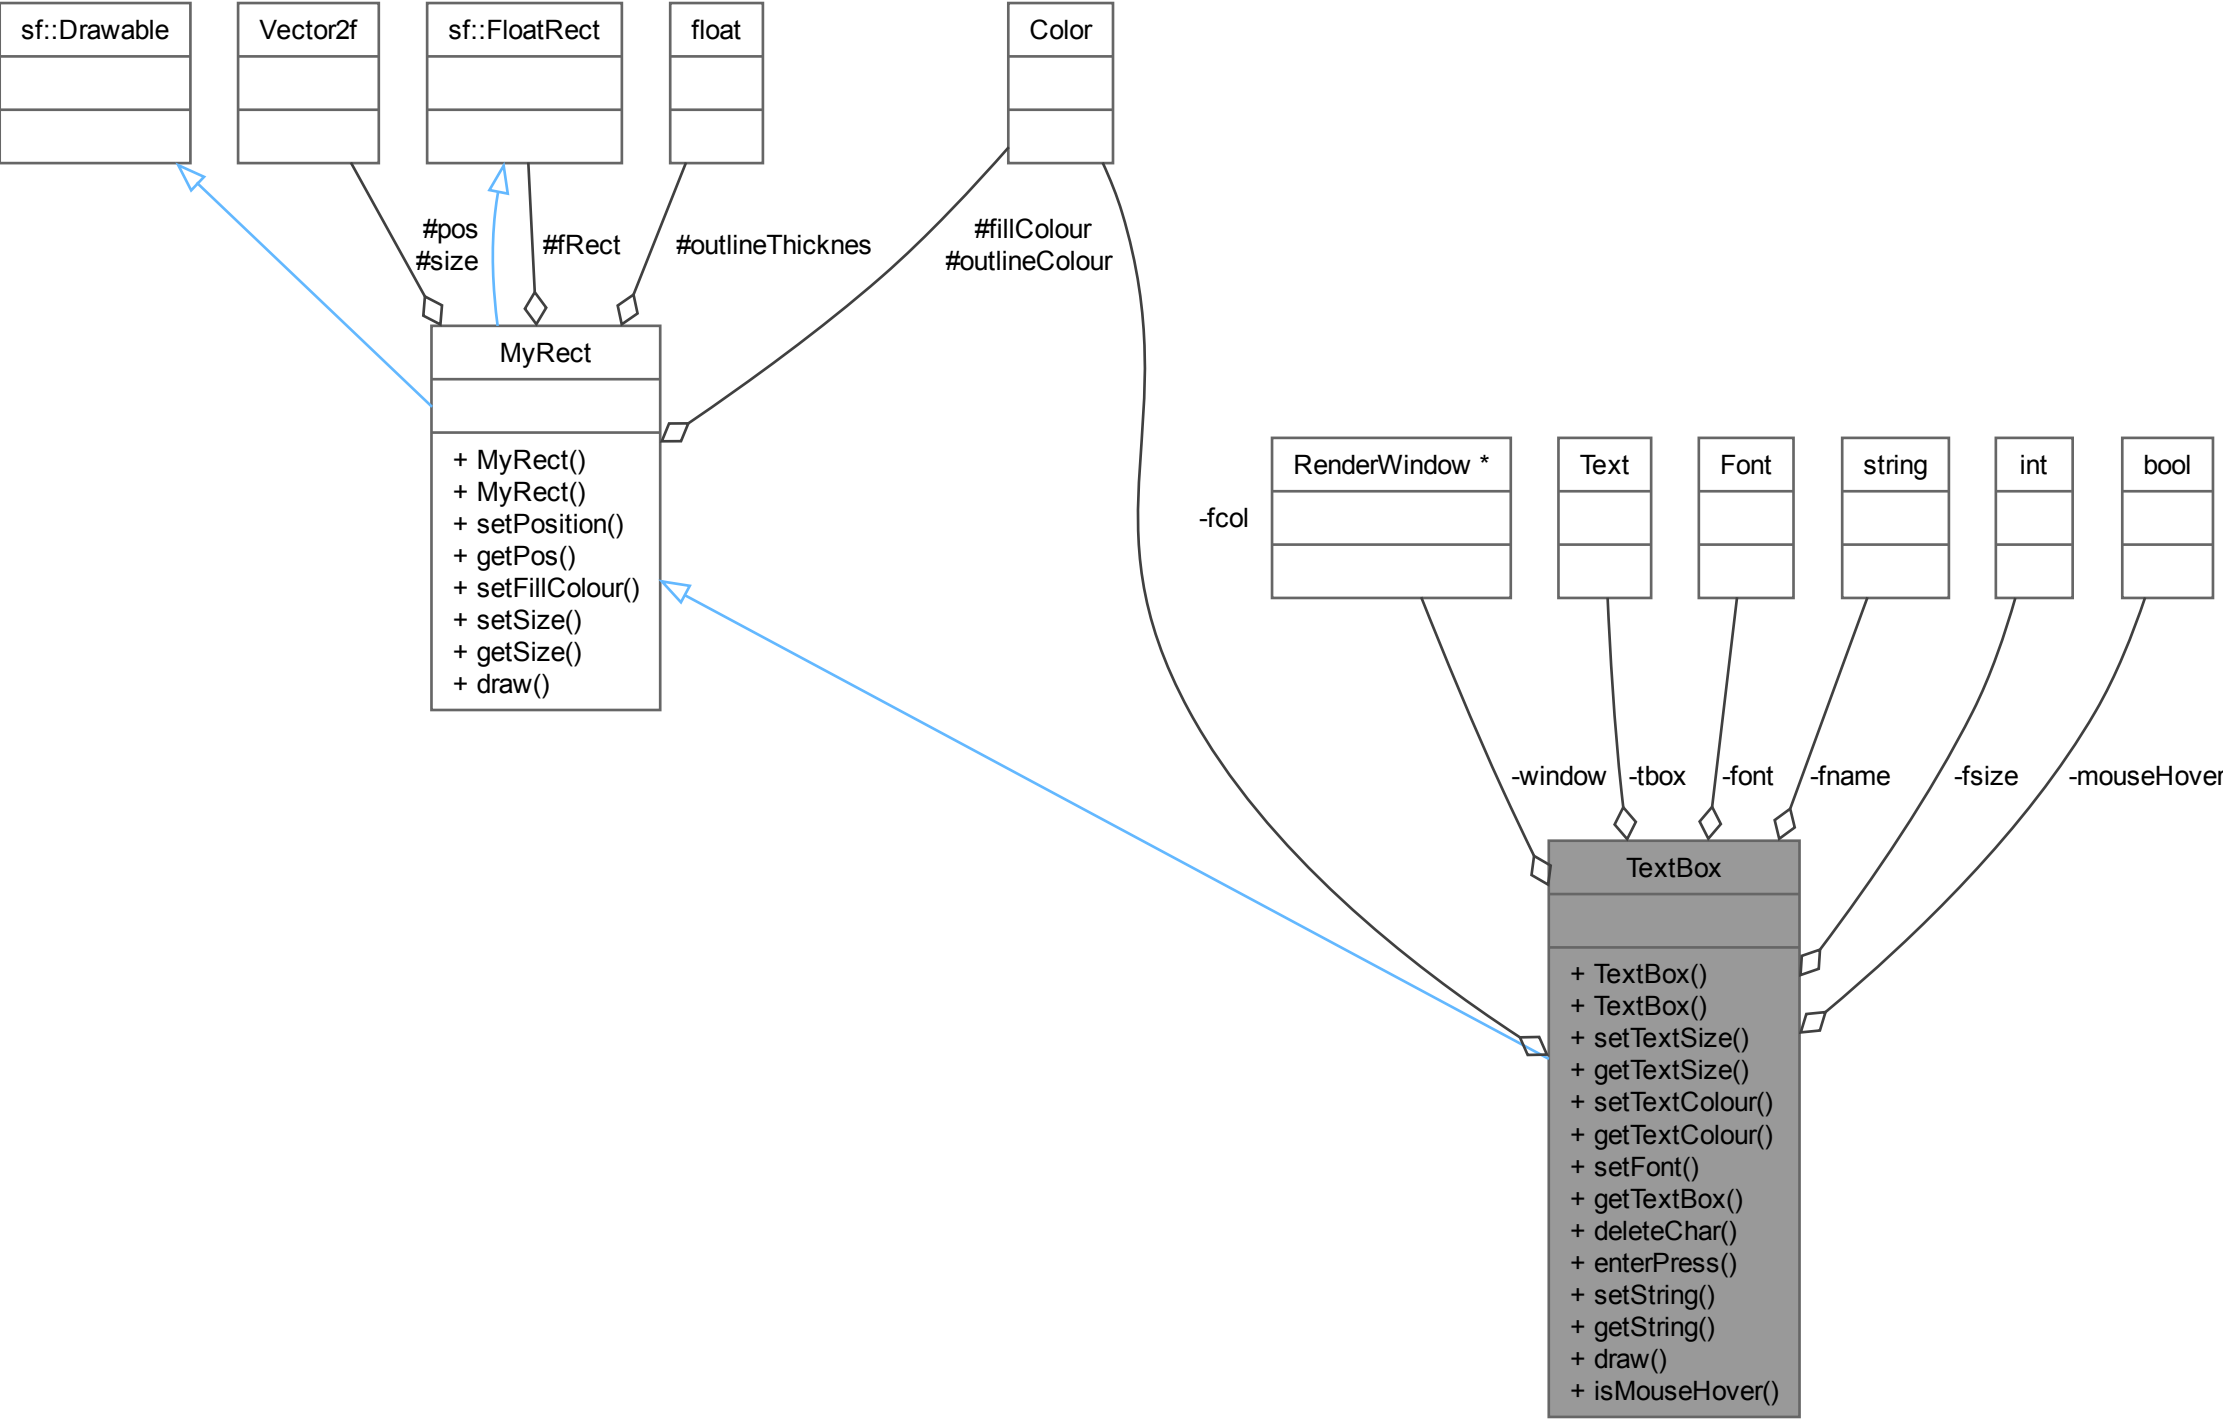 sf::Drawable
Vector2f
sf::FloatRect
float
Color
#pos
#size
#fRect
#outlineThicknes
#fillColour
#outlineColour
MyRect
+ MyRect()
+ MyRect()
+ setPosition()
+ getPos()
+ setFillColour()
+ setSize()
+ getSize()
+ draw()
RenderWindow *
Text
Font
string
int
bool
-fcol
-window
-tbox
-font
-fname
-fsize
-mouseHover
TextBox
+ TextBox()
+ TextBox()
+ setTextSize()
+ getTextSize()
+ setTextColour()
+ getTextColour()
+ setFont()
+ getTextBox()
+ deleteChar()
+ enterPress()
+ setString()
+ getString()
+ draw()
+ isMouseHover()